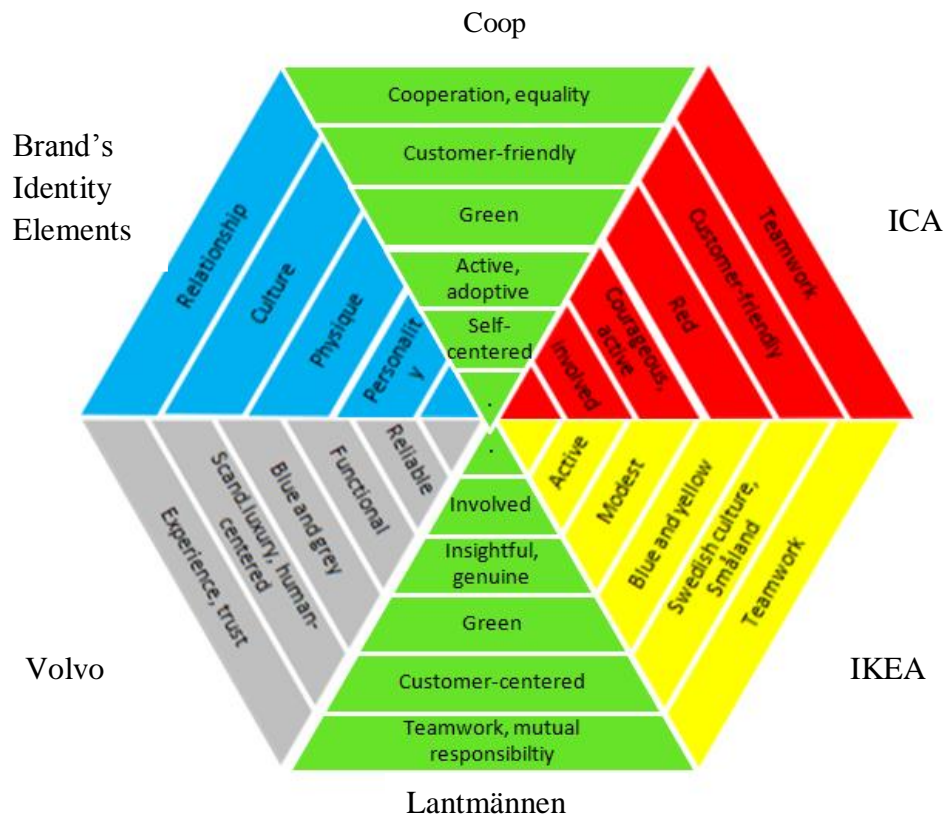 Coop
Cooperation, equality
Customer-friendly
Green
Active,
adoptive
Self-
centered
.
Brand's
Identity
Elements
Relationship
Culture
Physique
Personalit
y
ICA
Teamwork
Customer-friendly
Red
Courageous,
active
involved
Volvo
Experience, trust
Scand.luxury, human-
centered
Blue and grey
Functional
Reliable
.
Involved
Insightful,
genuine
Green
Customer-centered
Teamwork, mutual
responsibiltiy
Lantmännen
Active
Modest
Blue and yellow
Swedish culture,
Småland
Teamwork
IKEA